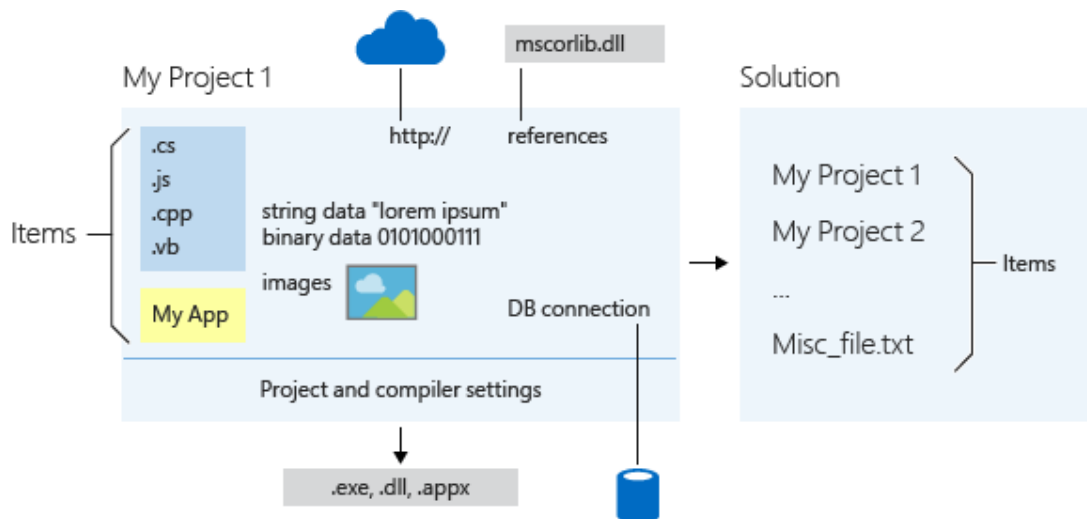 mscorlib.dll
My Project 1
http://
references
Items
.cs
.js
.cpp
.vb
My App
string data "lorem ipsum"
binary data 0101000111
images
DB connection
Project and compiler settings
.exe, .dll, .appx
Solution
My Project 1
My Project 2
...
Misc_file.txt
Items